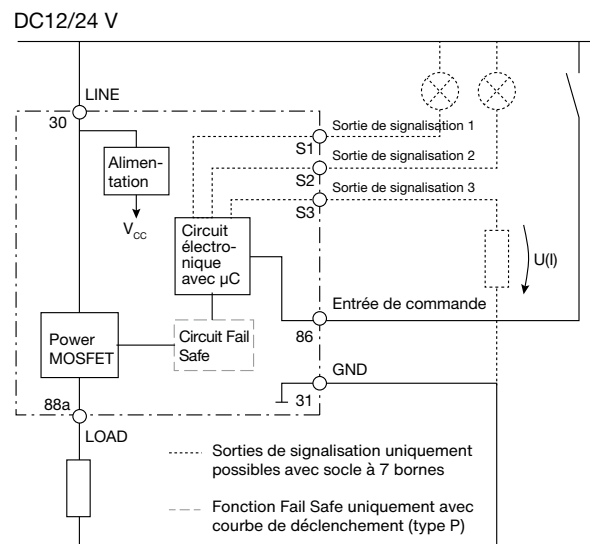 DC12/24 V
LINE
30
Sortie de signalisation 1
S1
Sortie de signalisation 2
S2
Sortie de signalisation 3
S3
Alimen-
tation
VCC
Circuit
électro-
nique
avec µC
U(I)
Entrée de commande
86
Power
MOSFET
Circuit Fail
Safe
GND
31
88a
LOAD
Sorties de signalisation uniquement
possibles avec socle à 7 bornes
Fonction Fail Safe uniquement avec
courbe de déclenchement (type P)